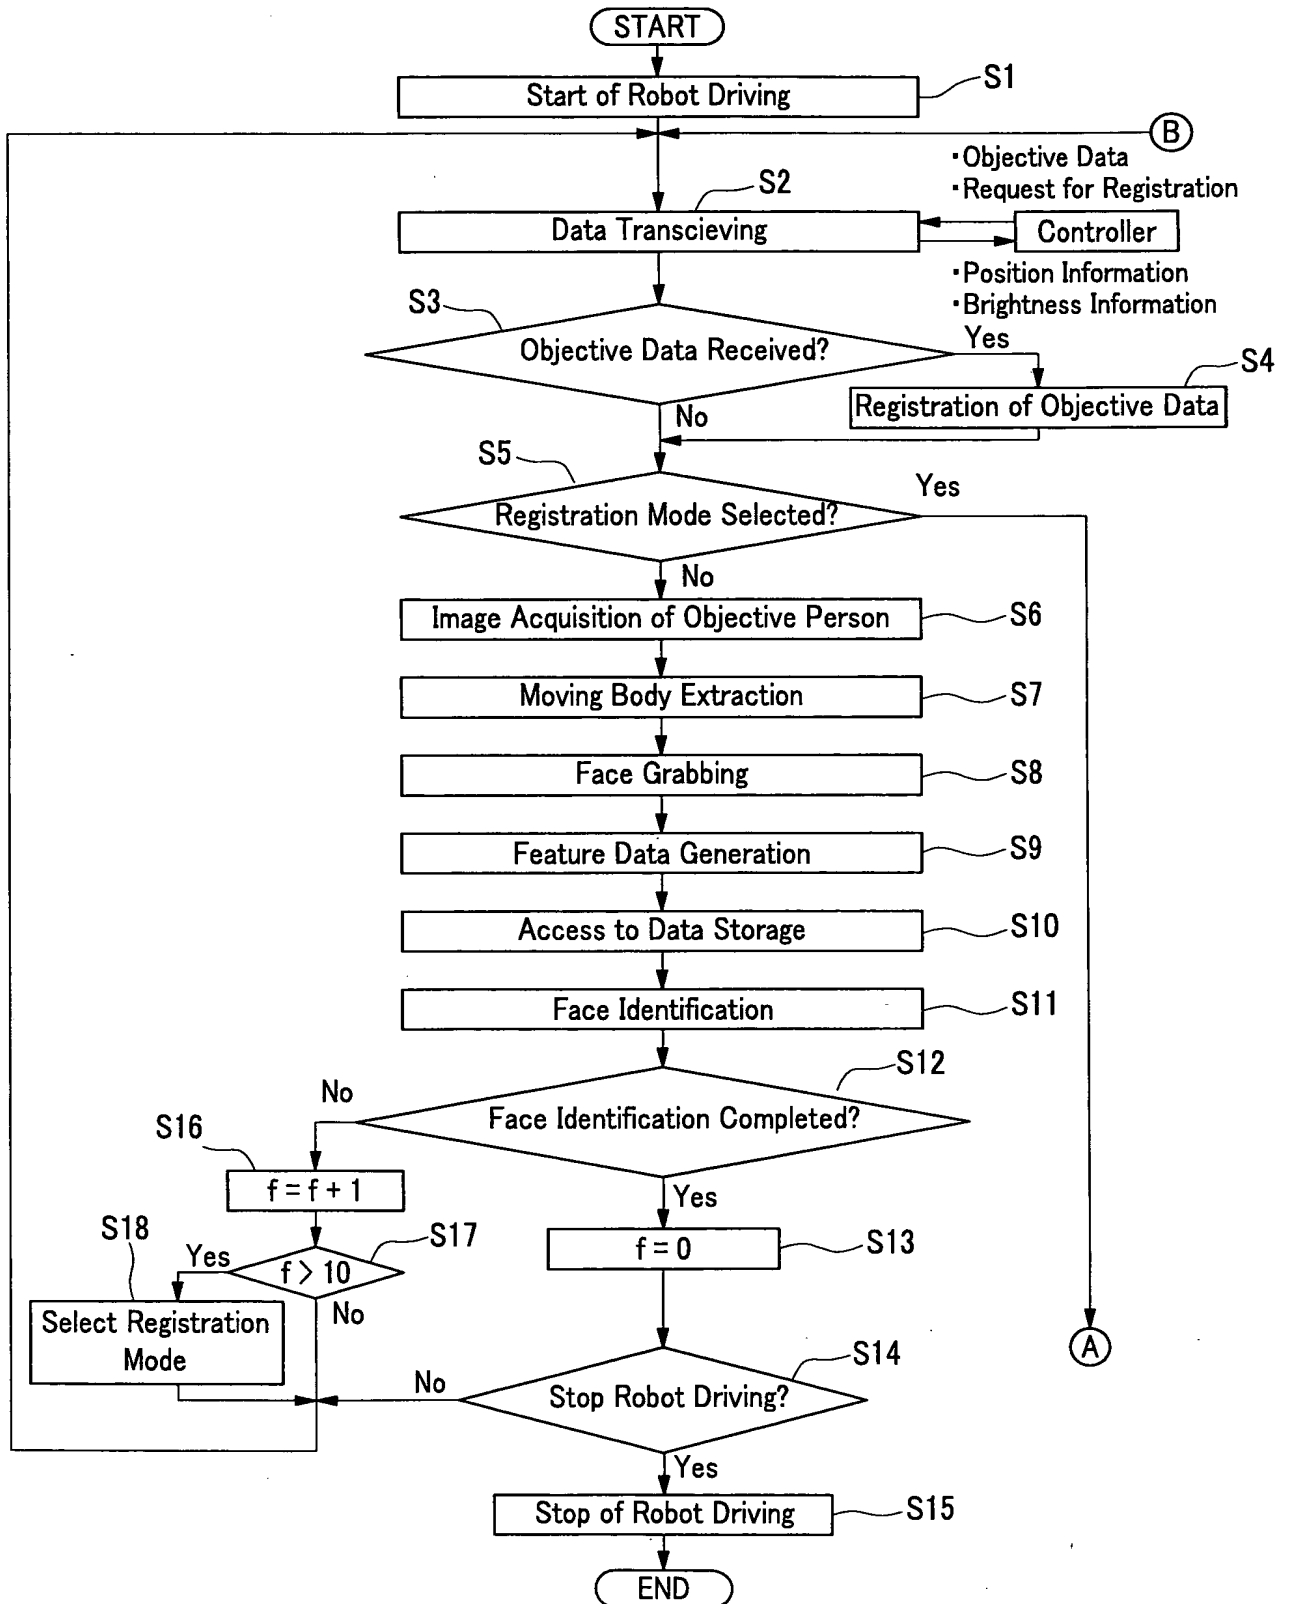 START
Start of Robot Driving
S1
B
・Objective Data
・Request for Registration
S2
Data Transcieving
Controller
・Position Information
・Brightness Information
S3
Objective Data Received?
Yes
S4
Registration of Objective Data
No
S5
Yes
Registration Mode Selected?
No
Image Acquisition of Objective Person
S6
Moving Body Extraction
S7
Face Grabbing
S8
Feature Data Generation
S9
Access to Data Storage
S10
Face Identification
S11
S12
No
Face Identification Completed?
S16
f = f + 1
Yes
S18
S17
f = 0
S13
Yes
f > 10
No
Select Registration
Mode
A
S14
No
Stop Robot Driving?
Yes
Stop of Robot Driving
S15
END